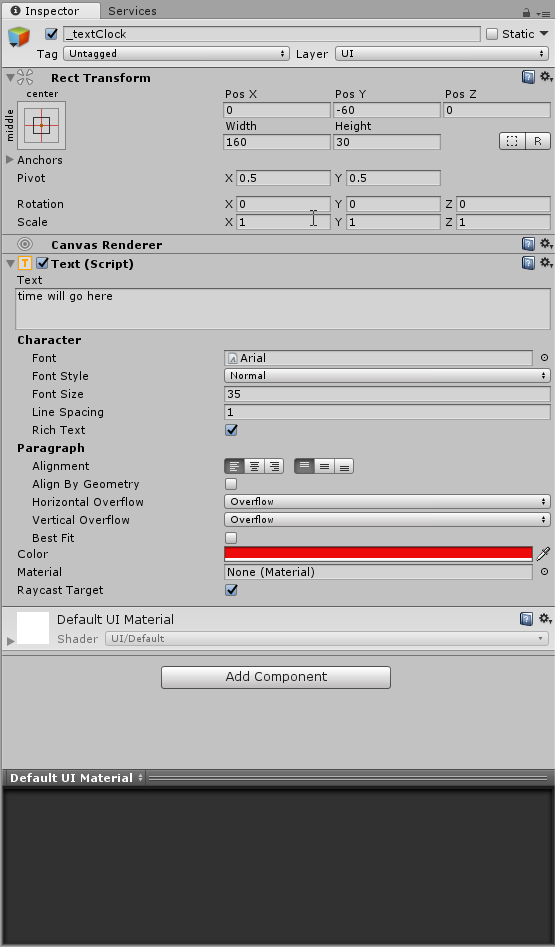 Inspector Services
_textClock Static
Tag Untagged Layer UI
Rect Transform
center Pos X Pos Y Pos Z
middle 0 -60 0
Width Height
160 30 R
Anchors
Pivot X 0.5 Y 0.5
Rotation X 0 Y 0 Z 0
Scale X 1 Y 1 Z 1
Canvas Renderer
T Text (Script)
Text
time will go here
Character
Font Arial
Font Style Normal
Font Size 35
Line Spacing 1
Rich Text
Paragraph
Alignment
Align By Geometry
Horizontal Overflow Overflow
Vertical Overflow Overflow
Best Fit
Color
Material None (Material)
Raycast Target
Default UI Material
Shader UI/Default
Add Component
Default UI Material